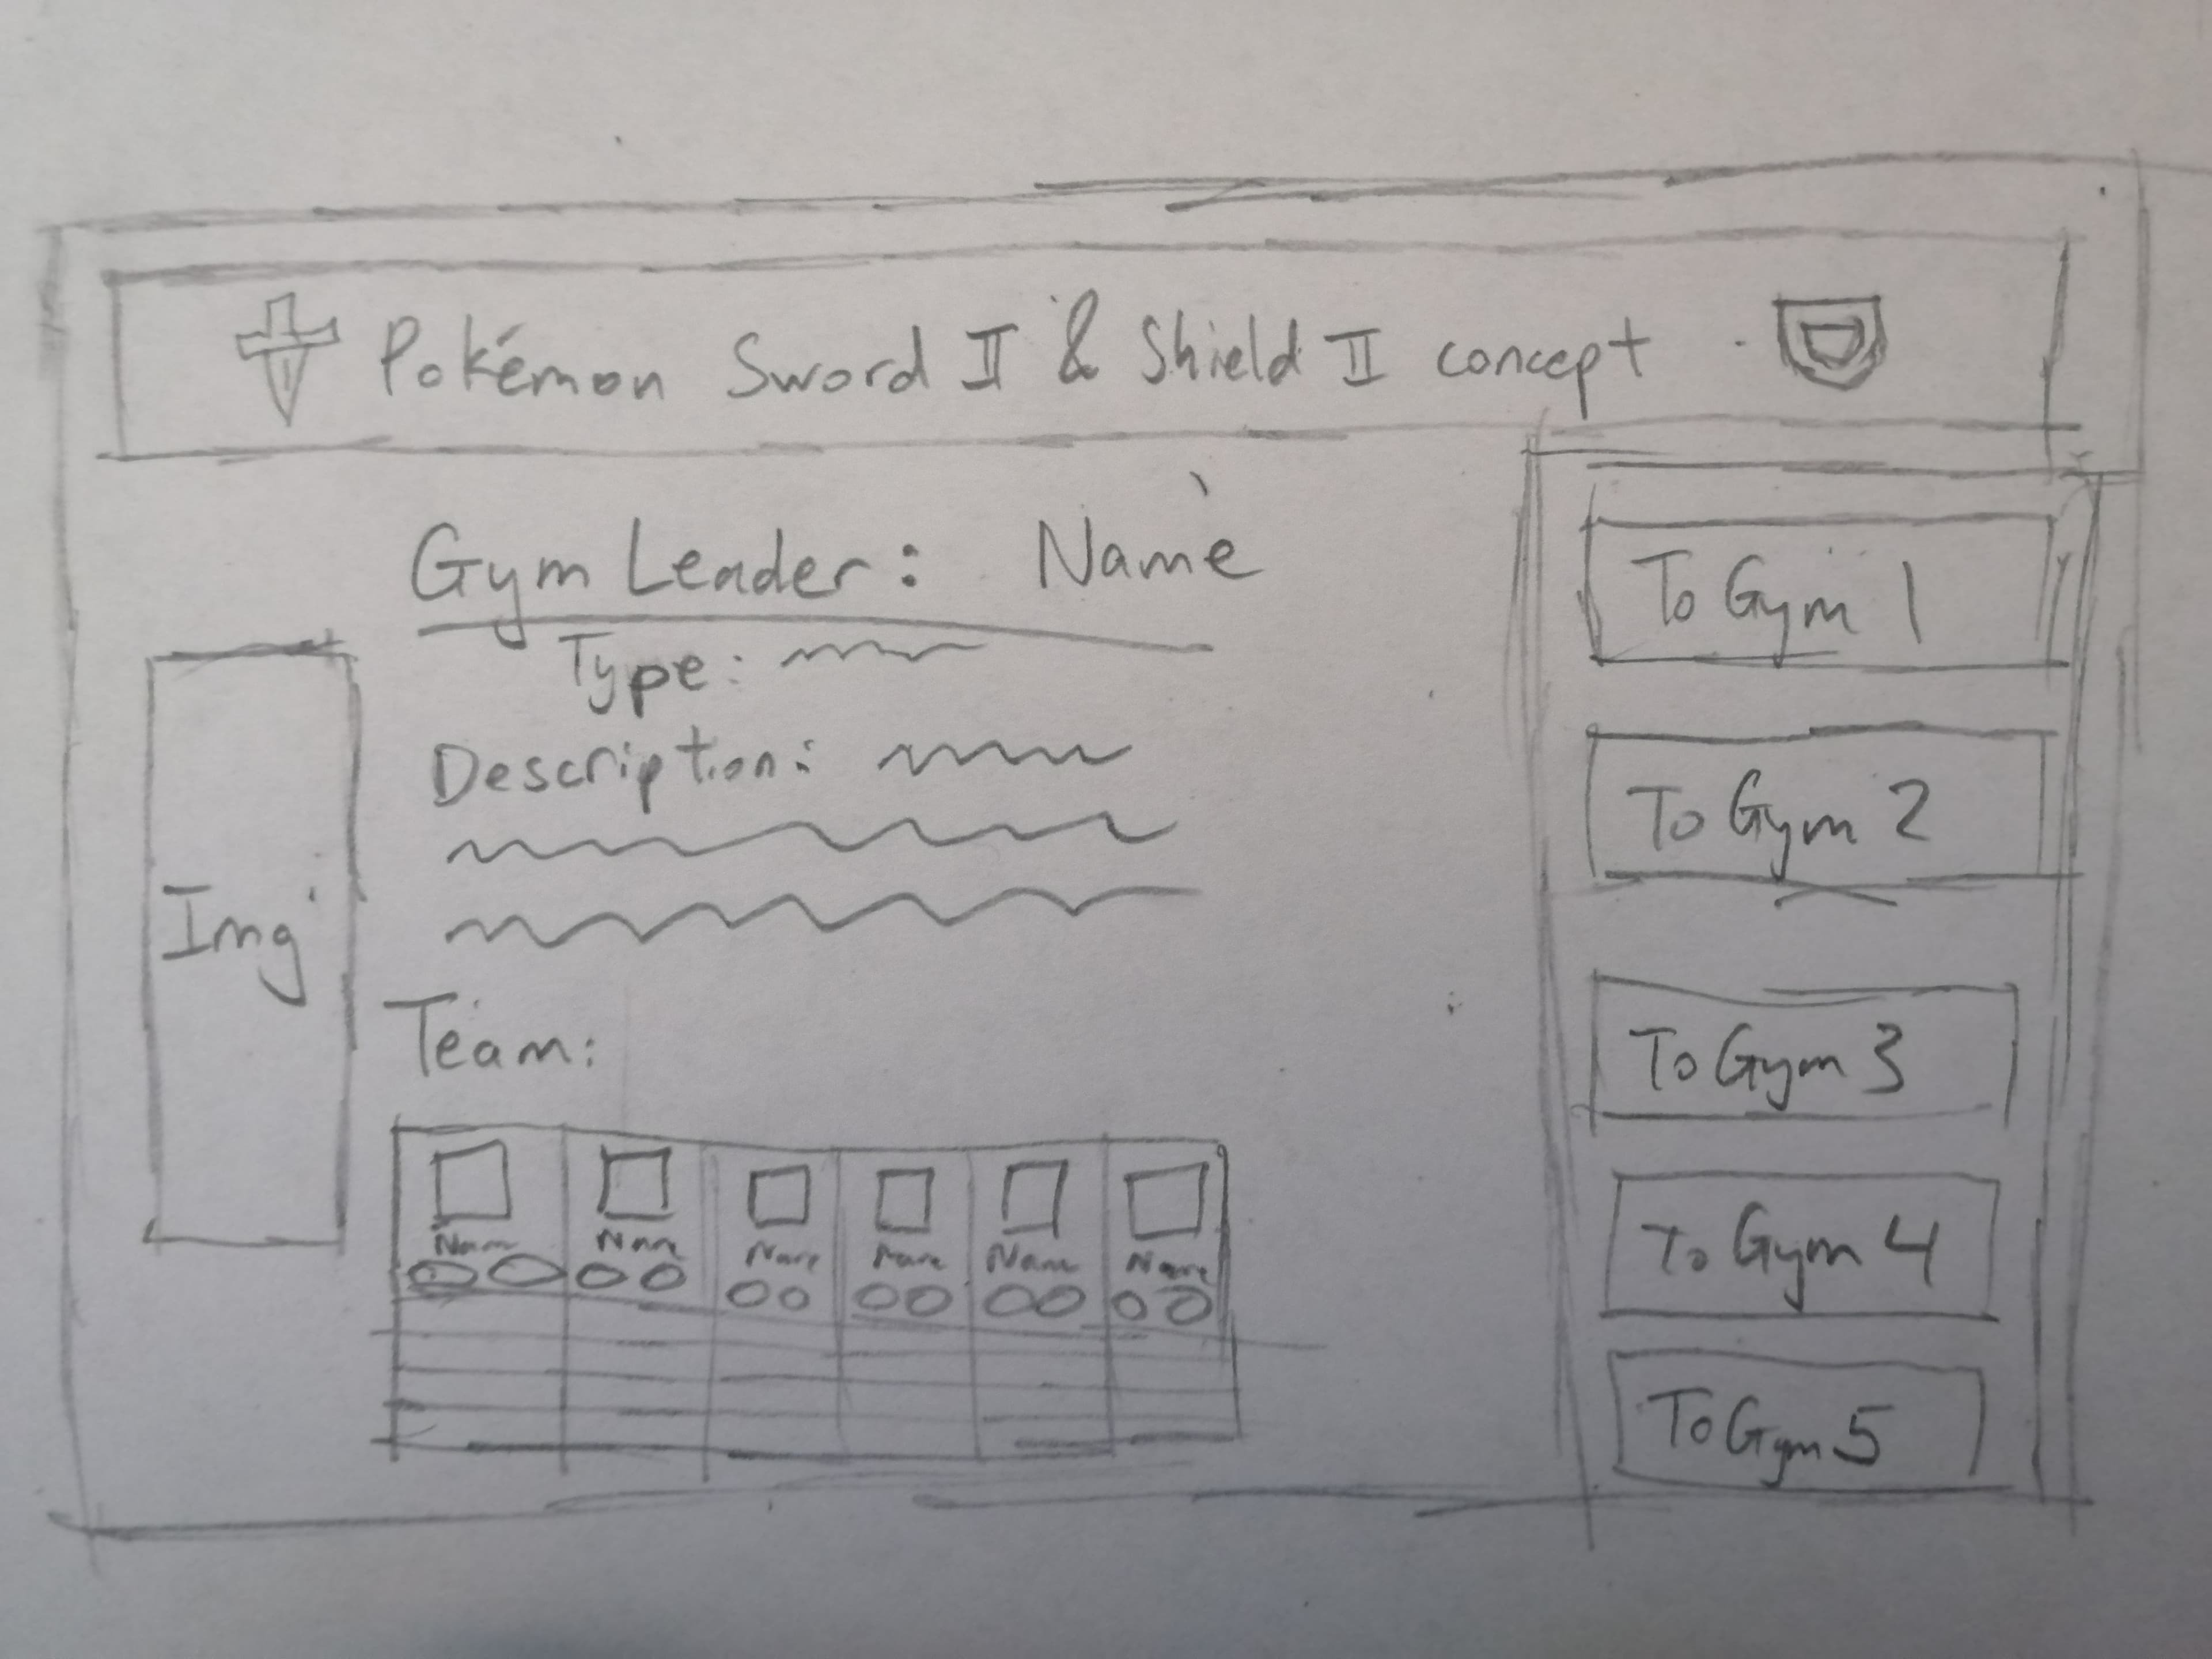 Pokémon Sword II & Shield II concept
Gym Leader: Name
Type:
Description:
Img
Team:
Name Name Name Name Name Name
To Gym 1
To Gym 2
To Gym 3
To Gym 4
To Gym 5